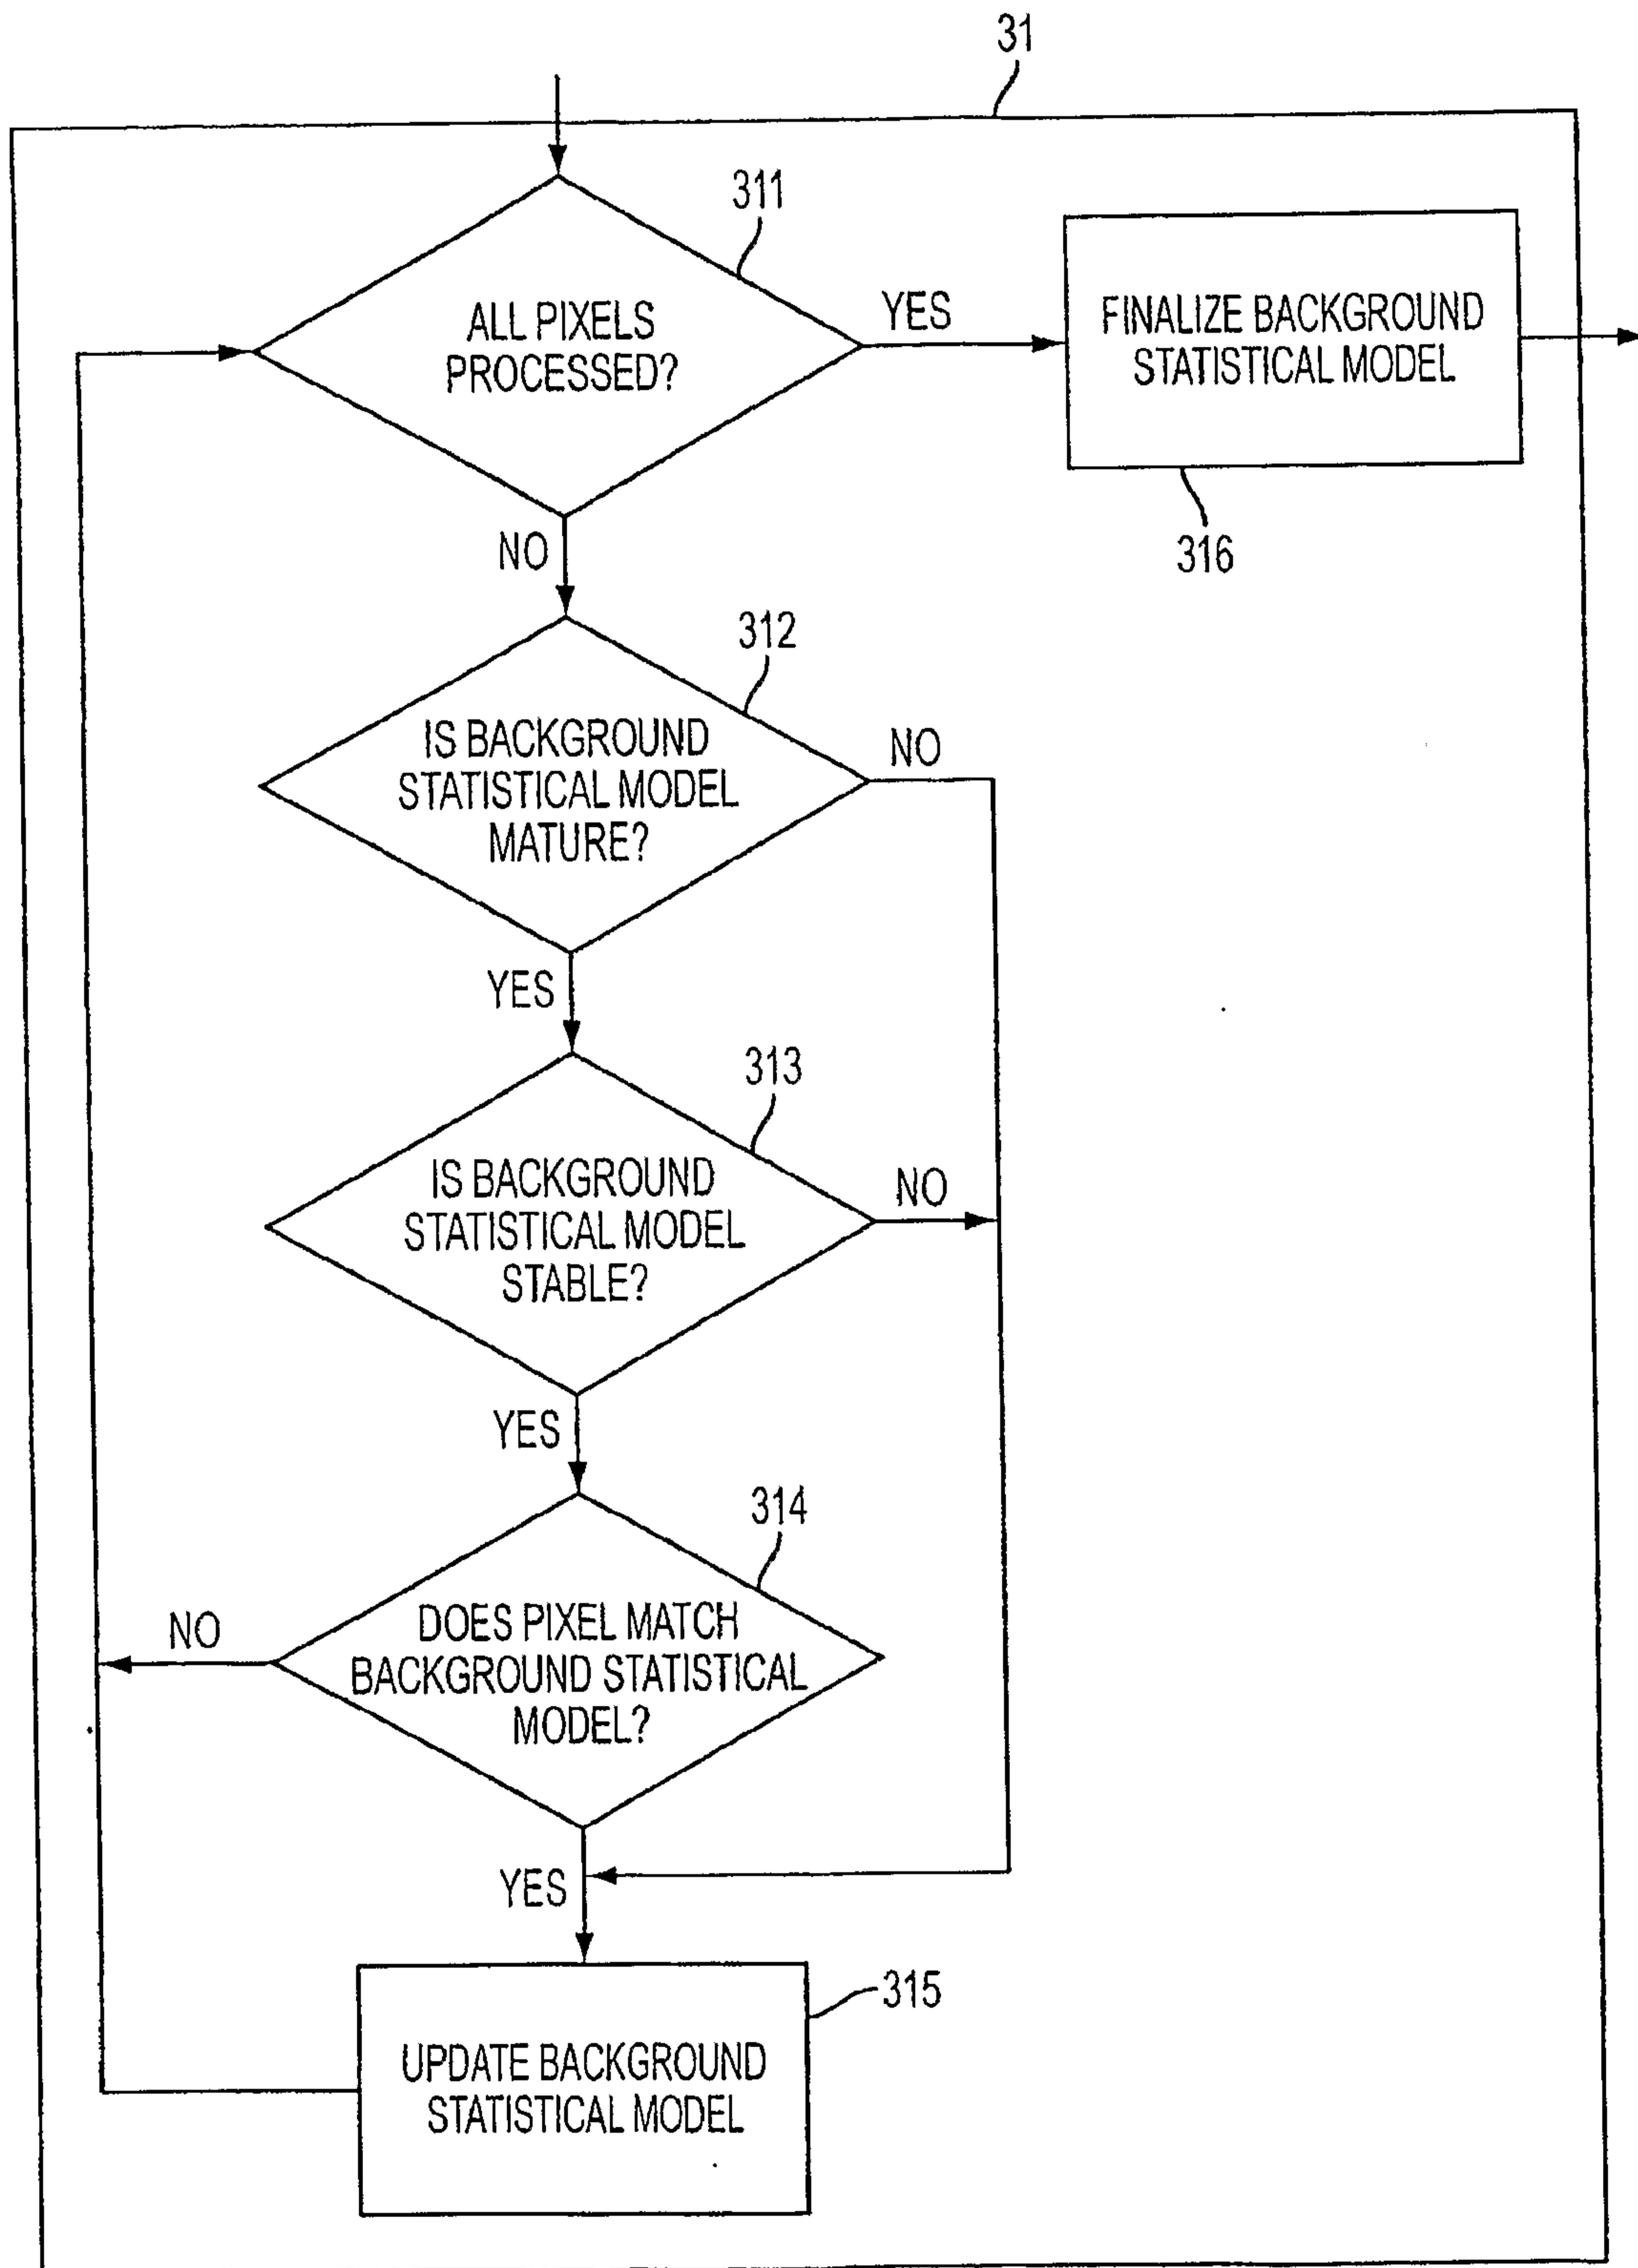 31
311
ALL PIXELS
PROCESSED?
YES
FINALIZE BACKGROUND
STATISTICAL MODEL
316
NO
312
IS BACKGROUND
STATISTICAL MODEL
MATURE?
NO
YES
313
IS BACKGROUND
STATISTICAL MODEL
STABLE?
NO
YES
314
DOES PIXEL MATCH
BACKGROUND STATISTICAL
MODEL?
NO
YES
315
UPDATE BACKGROUND
STATISTICAL MODEL